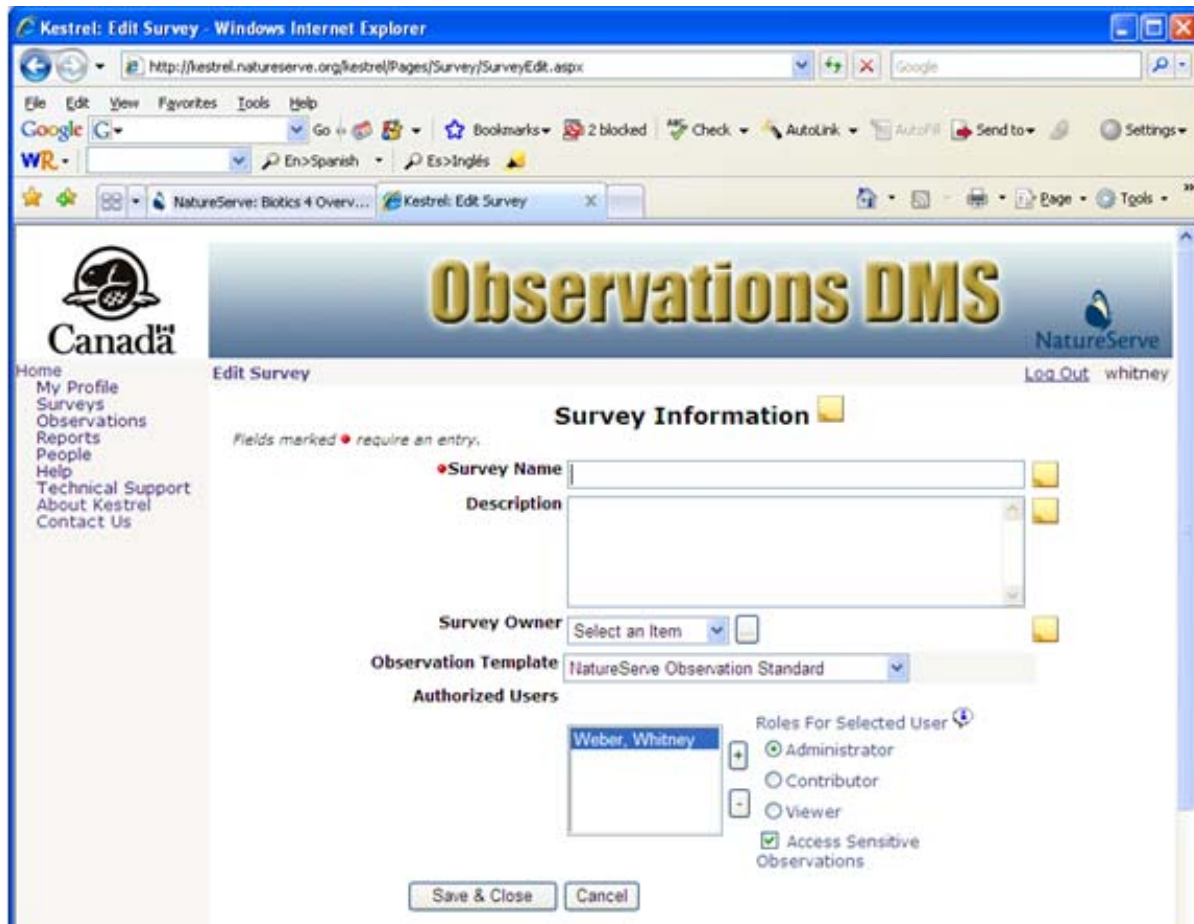 Kestrel: Edit Survey - Windows Internet Explorer
http://kestrel.natureserve.org/kestrel/Pages/Survey/SurveyEdit.aspx
Google
File Edit View Favorites Tools Help
Google G Go Bookmarks 2 blocked Check AutoLink AutoFill Send to Settings
WR En>Spanish Es>Inglés
NatureServe: Biotics 4 Overv... Kestrel: Edit Survey Page Tools
Canada
Observations DMS
NatureServe
Edit Survey Log Out whitney
Home
My Profile
Surveys
Observations
Reports
People
Help
Technical Support
About Kestrel
Contact Us
Survey Information
Fields marked require an entry.
Survey Name
Description
Survey Owner Select an Item ...
Observation Template NatureServe Observation Standard
Authorized Users
Weber, Whitney
+
-
Roles For Selected User
Administrator
Contributor
Viewer
Access Sensitive
Observations
Save & Close Cancel